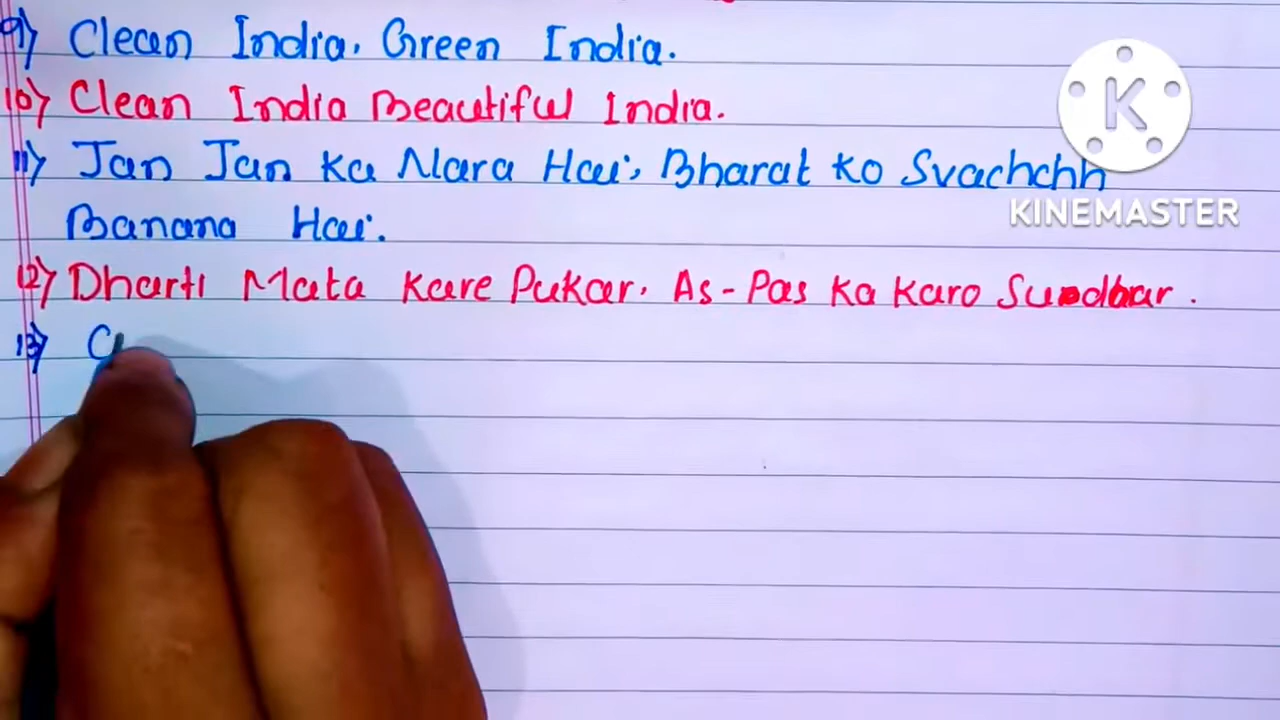 9) Clean India. Green India.
10) Clean India Beautiful India.
11) Jan Jan Ka Nara Hai, Bharat Ko Svachchh
Banana Hai.
12) Dharti Mata Kare Pukar. As-Pas Ka Karo
13)
K
KINEMASTER